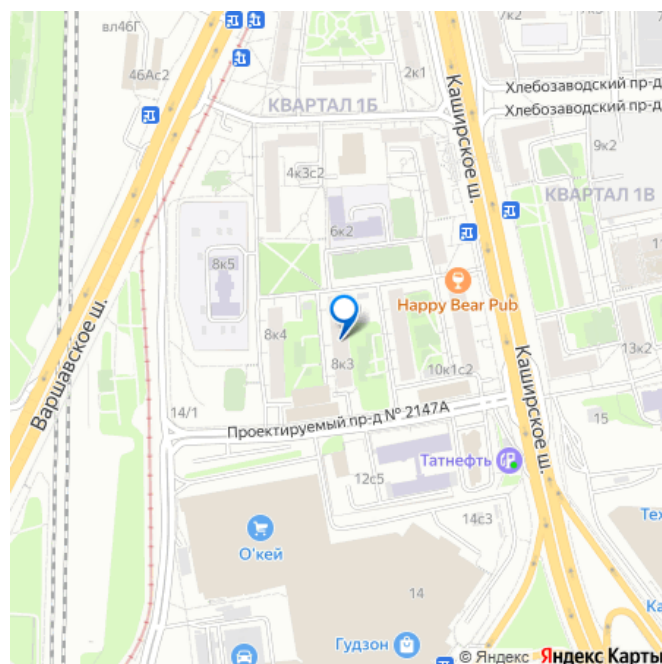 вл46Г
46Ас2
2к1
Хлебозаводский пр-д
КВАРТАЛ 1Б
Хлебозаводский пр-д
Каширское ш.
9к2
4к3с2
КВАРТАЛ 1В
6к2
8к5
Happy Bear Pub
Варшавское ш.
8к4
8к3
10к1с2
13к2
Каширское ш.
14/1
Проектируемый пр-д № 2147А
15
Татнефть
12с5
14с3
О'кей
14
Гудзон
© Яндекс Яндекс Карты